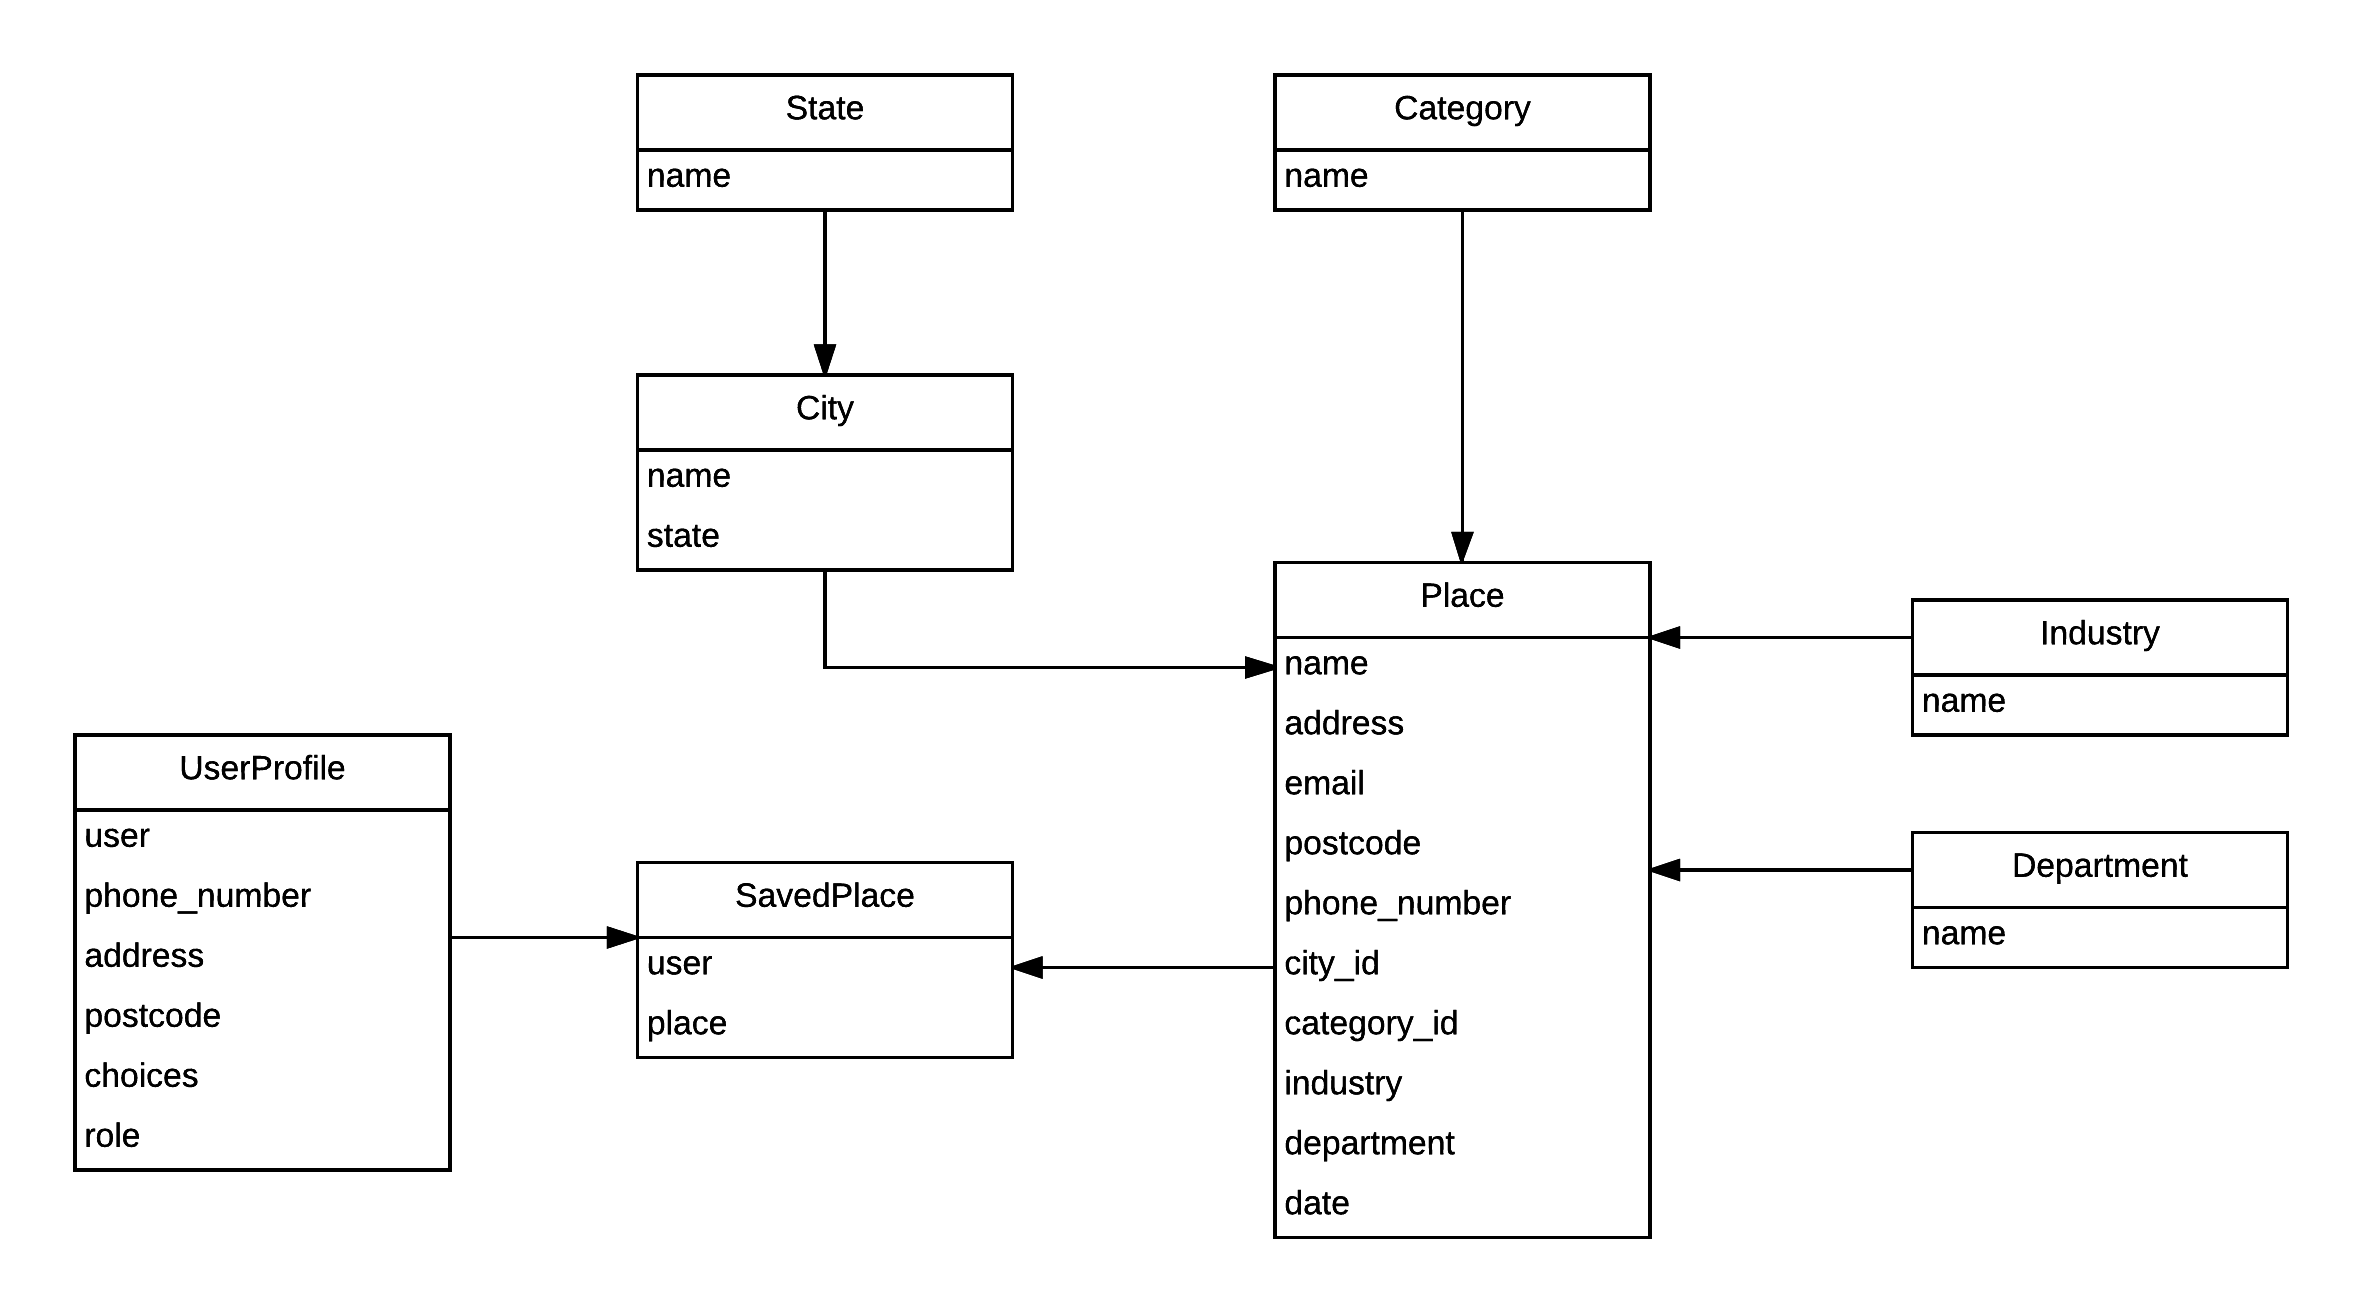 State
name
Category
name
City
name
state
Place
name
address
email
postcode
phone_number
city_id
category_id
industry
department
date
Industry
name
Department
name
UserProfile
user
phone_number
address
postcode
choices
role
SavedPlace
user
place